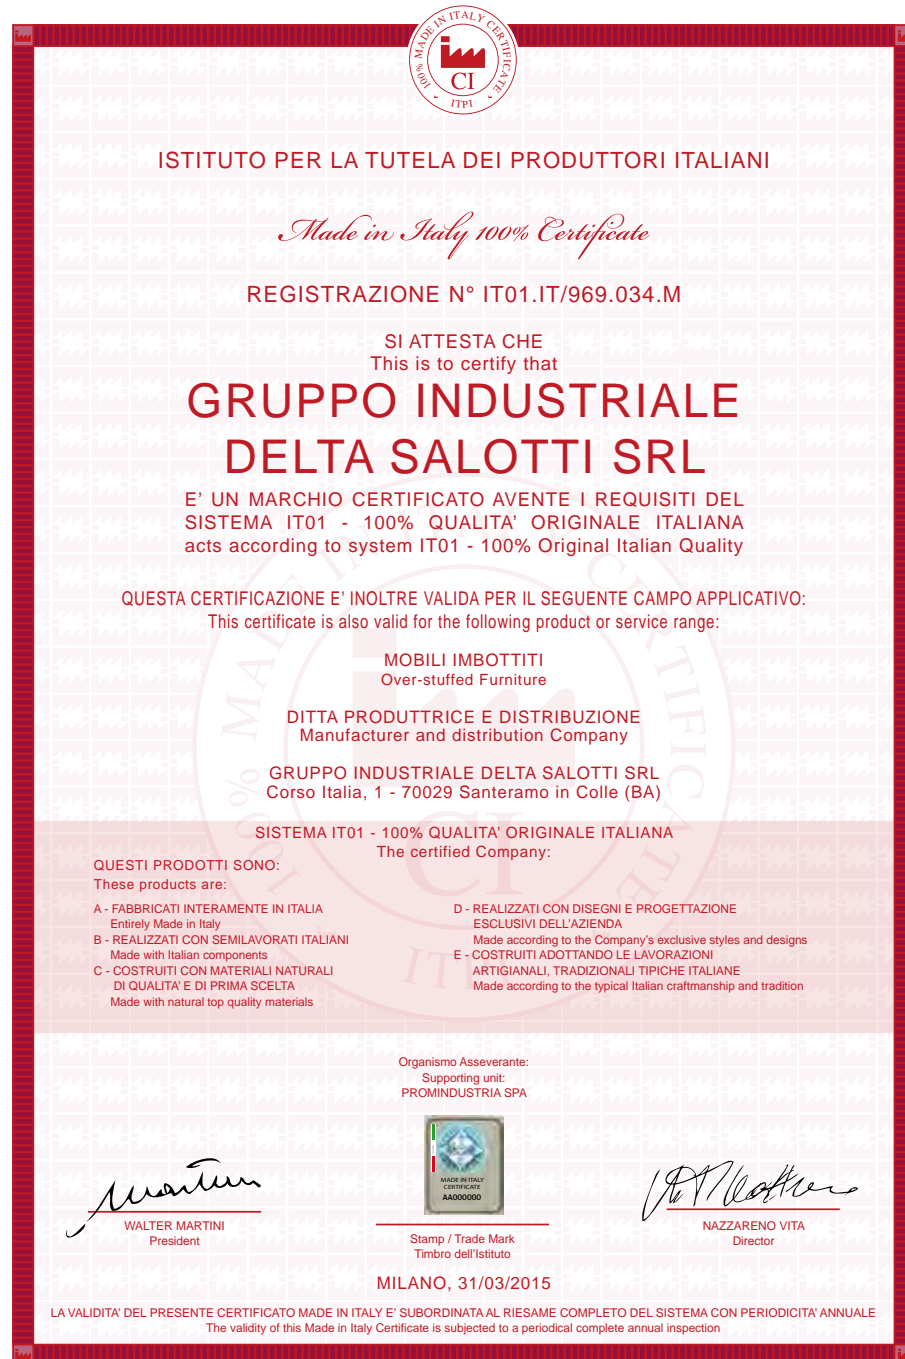 100% MADE IN ITALY CERTIFICATE
CI
ITPI
ISTITUTO PER LA TUTELA DEI PRODUTTORI ITALIANI
Made in Italy 100% Certificate
REGISTRAZIONE N° IT01.IT/969.034.M
SI ATTESTA CHE
This is to certify that
GRUPPO INDUSTRIALE
DELTA SALOTTI SRL
E' UN MARCHIO CERTIFICATO AVENTE I REQUISITI DEL
SISTEMA IT01 - 100% QUALITA' ORIGINALE ITALIANA
acts according to system IT01 - 100% Original Italian Quality
QUESTA CERTIFICAZIONE E' INOLTRE VALIDA PER IL SEGUENTE CAMPO APPLICATIVO:
This certificate is also valid for the following product or service range:
MOBILI IMBOTTITI
Over-stuffed Furniture
DITTA PRODUTTRICE E DISTRIBUZIONE
Manufacturer and distribution Company
GRUPPO INDUSTRIALE DELTA SALOTTI SRL
Corso Italia, 1 - 70029 Santeramo in Colle (BA)
100% MADE IN ITALY CERTIFICATE
CI
ITPI
SISTEMA IT01 - 100% QUALITA' ORIGINALE ITALIANA
The certified Company:
QUESTI PRODOTTI SONO:
These products are:
A - FABBRICATI INTERAMENTE IN ITALIA
Entirely Made in Italy
B - REALIZZATI CON SEMILAVORATI ITALIANI
Made with Italian components
C - COSTRUITI CON MATERIALI NATURALI
DI QUALITA' E DI PRIMA SCELTA
Made with natural top quality materials
D - REALIZZATI CON DISEGNI E PROGETTAZIONE
ESCLUSIVI DELL'AZIENDA
Made according to the Company's exclusive styles and designs
E - COSTRUITI ADOTTANDO LE LAVORAZIONI
ARTIGIANALI, TRADIZIONALI TIPICHE ITALIANE
Made according to the typical Italian craftmanship and tradition
Organismo Asseverante:
Supporting unit:
PROMINDUSTRIA SPA
MADE IN ITALY
CERTIFICATE
AA000000
WALTER MARTINI
President
Stamp / Trade Mark
Timbro dell'Istituto
NAZZARENO VITA
Director
MILANO, 31/03/2015
LA VALIDITA' DEL PRESENTE CERTIFICATO MADE IN ITALY E' SUBORDINATA AL RIESAME COMPLETO DEL SISTEMA CON PERIODICITA' ANNUALE
The validity of this Made in Italy Certificate is subjected to a periodical complete annual inspection